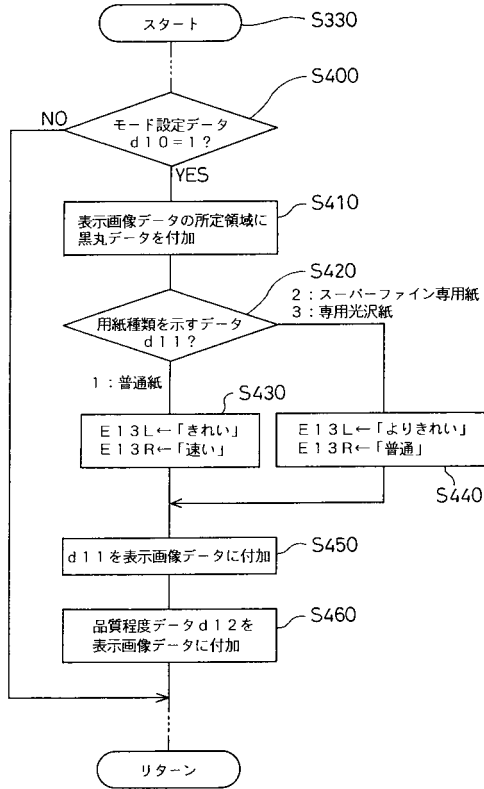 スタート
S330
S400
NO
モード設定データ
d10=1?
YES
S410
表示画像データの所定領域に
黒丸データを付加
S420
2:スーパーファイン専用紙
3:専用光沢紙
用紙種類を示すデータ
d11?
1:普通紙
S430
E13L←「きれい」
E13R←「速い」
E13L←「よりきれい」
E13R←「普通」
S440
S450
d11を表示画像データに付加
S460
品質程度データd12を
表示画像データに付加
リターン